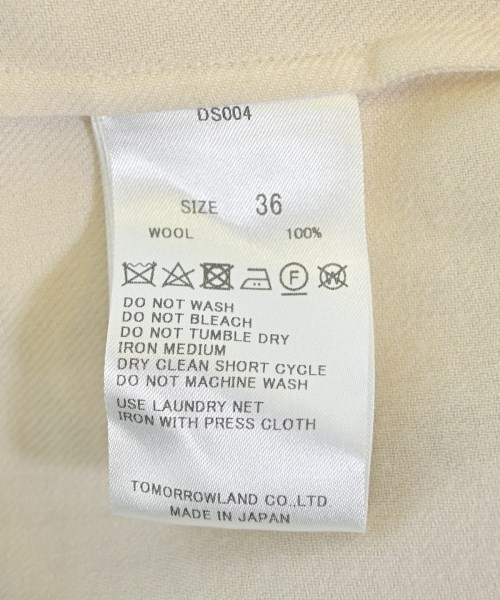 DS004
SIZE 36
WOOL 100%
F W
DO NOT WASH
DO NOT BLEACH
DO NOT TUMBLE DRY
IRON MEDIUM
DRY CLEAN SHORT CYCLE
DO NOT MACHINE WASH
USE LAUNDRY NET
IRON WITH PRESS CLOTH
TOMORROWLAND CO.,LTD.
MADE IN JAPAN